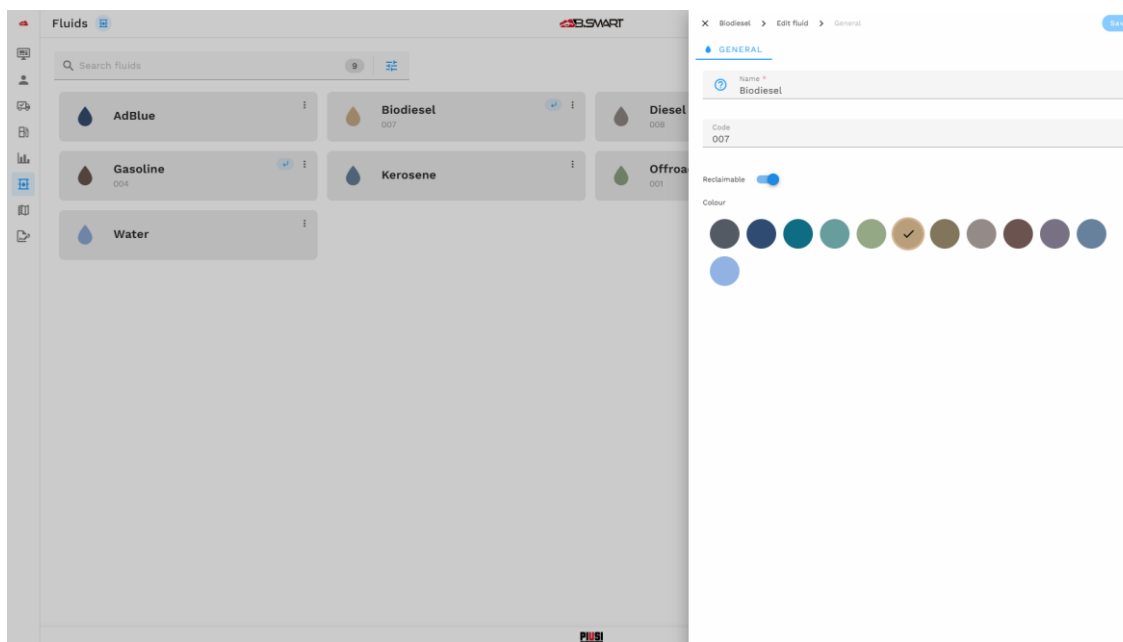 Fluids
B.SMART
Search fluids
9
AdBlue
Biodiesel
007
Diesel
008
Gasoline
004
Kerosene
Offroa
001
Water
PIUSI
Biodiesel > Edit fluid > General
Sav
GENERAL
Name *
Biodiesel
Code
007
Reclaimable
Colour